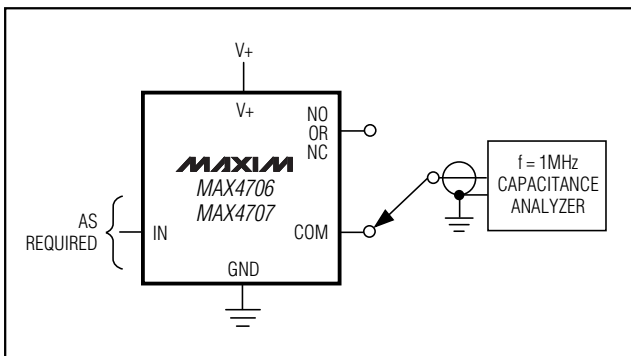 V+
V+
NO
OR
NC
MAXIM
MAX4706
MAX4707
AS
REQUIRED
IN
COM
GND
f = 1MHz
CAPACITANCE
ANALYZER